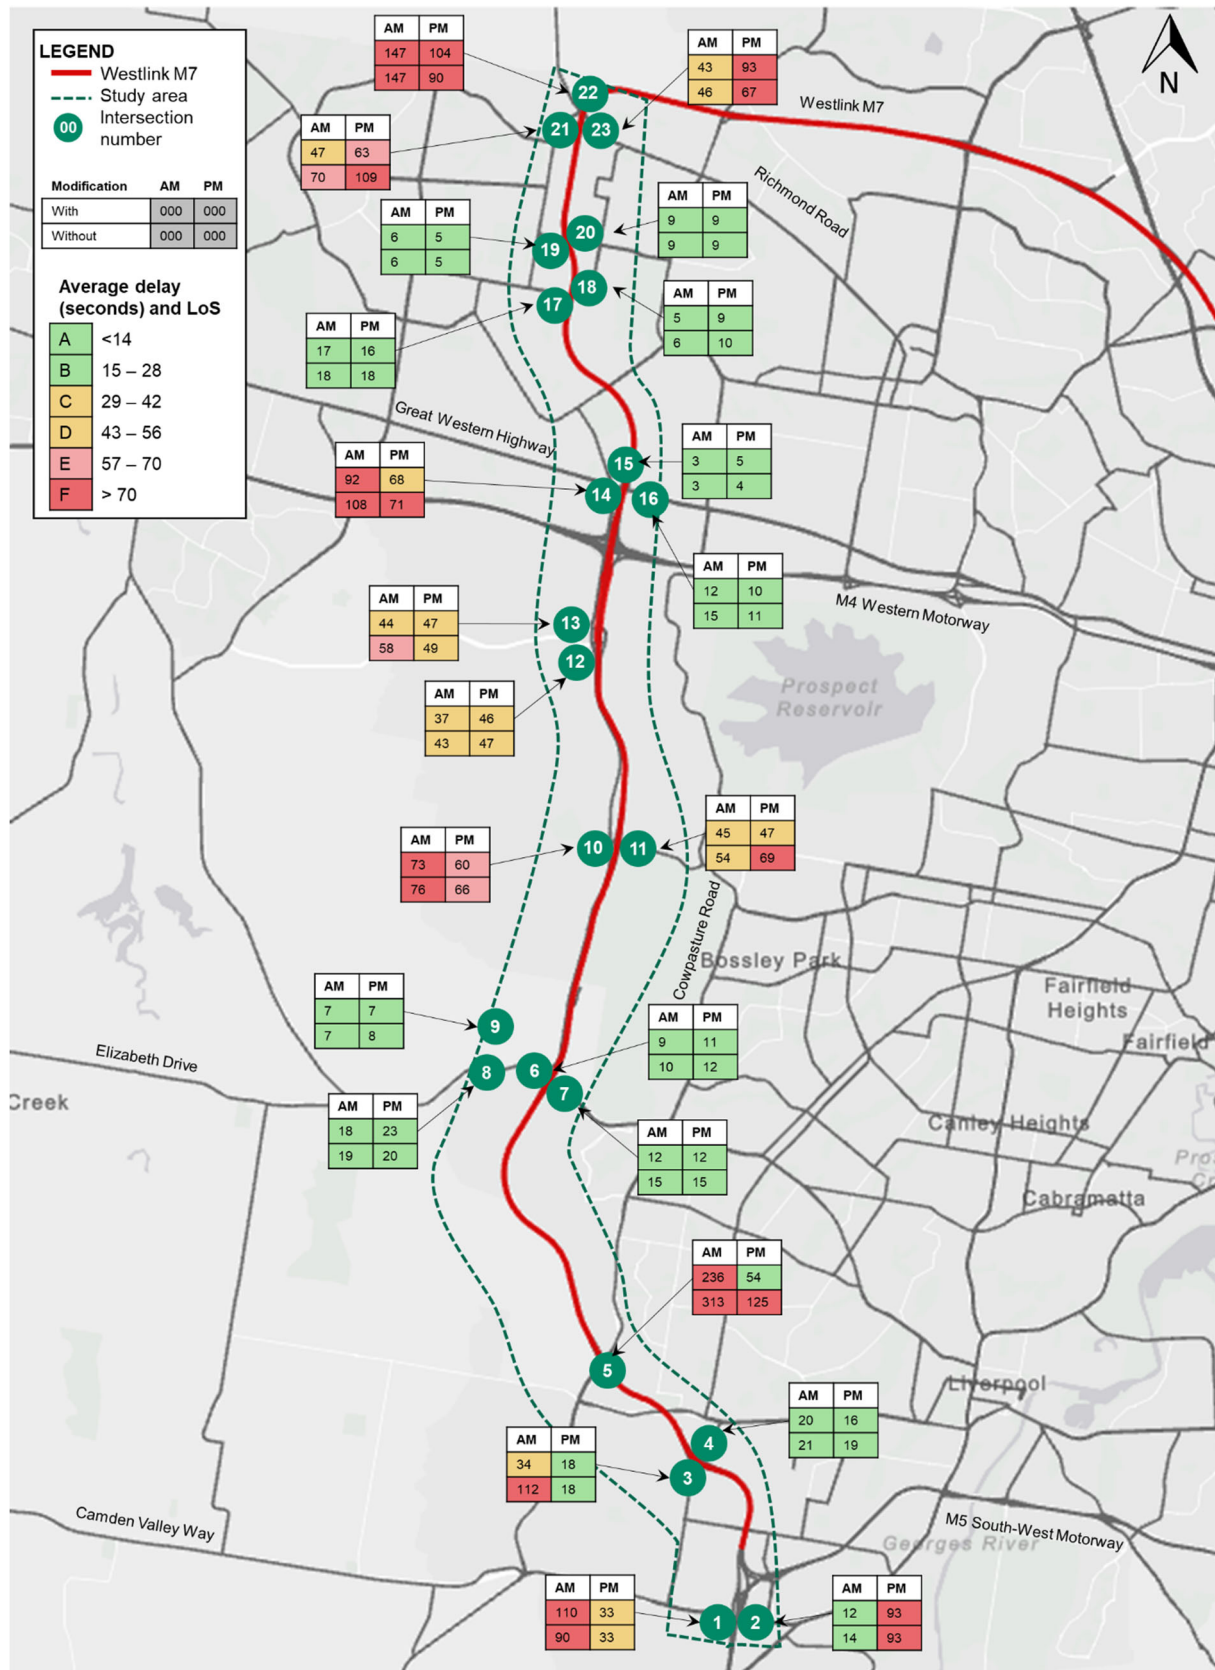 LEGEND
Westlink M7
Study area
00 Intersection
number
Modification AM PM
With 000 000
Without 000 000
Average delay
(seconds) and LoS
A <14
B 15 – 28
C 29 – 42
D 43 – 56
E 57 – 70
F > 70
N
AM PM
147 104
147 90
22
AM PM
43 93
46 67
23
Westlink M7
AM PM
47 63
70 109
21
Richmond Road
AM PM
6 5
6 5
19
AM PM
9 9
9 9
20
AM PM
5 9
6 10
18
AM PM
17 16
18 18
17
Great Western Highway
AM PM
3 5
3 4
15
AM PM
92 68
108 71
14
16
AM PM
12 10
15 11
M4 Western Motorway
AM PM
44 47
58 49
13
12
AM PM
37 46
43 47
Prospect
Reservoir
AM PM
45 47
54 69
11
AM PM
73 60
76 66
10
Cowpasture Road
Bossley Park
Fairfield
Heights
Fairfield
AM PM
7 7
7 8
9
AM PM
9 11
10 12
6
Elizabeth Drive
8
7
Creek
AM PM
18 23
19 20
AM PM
12 12
15 15
Canley Heights
Cabramatta
AM PM
236 54
313 125
5
Liverpool
AM PM
20 16
21 19
4
AM PM
34 18
112 18
3
Camden Valley Way
M5 South-West Motorway
Georges River
AM PM
110 33
90 33
1
2
AM PM
12 93
14 93